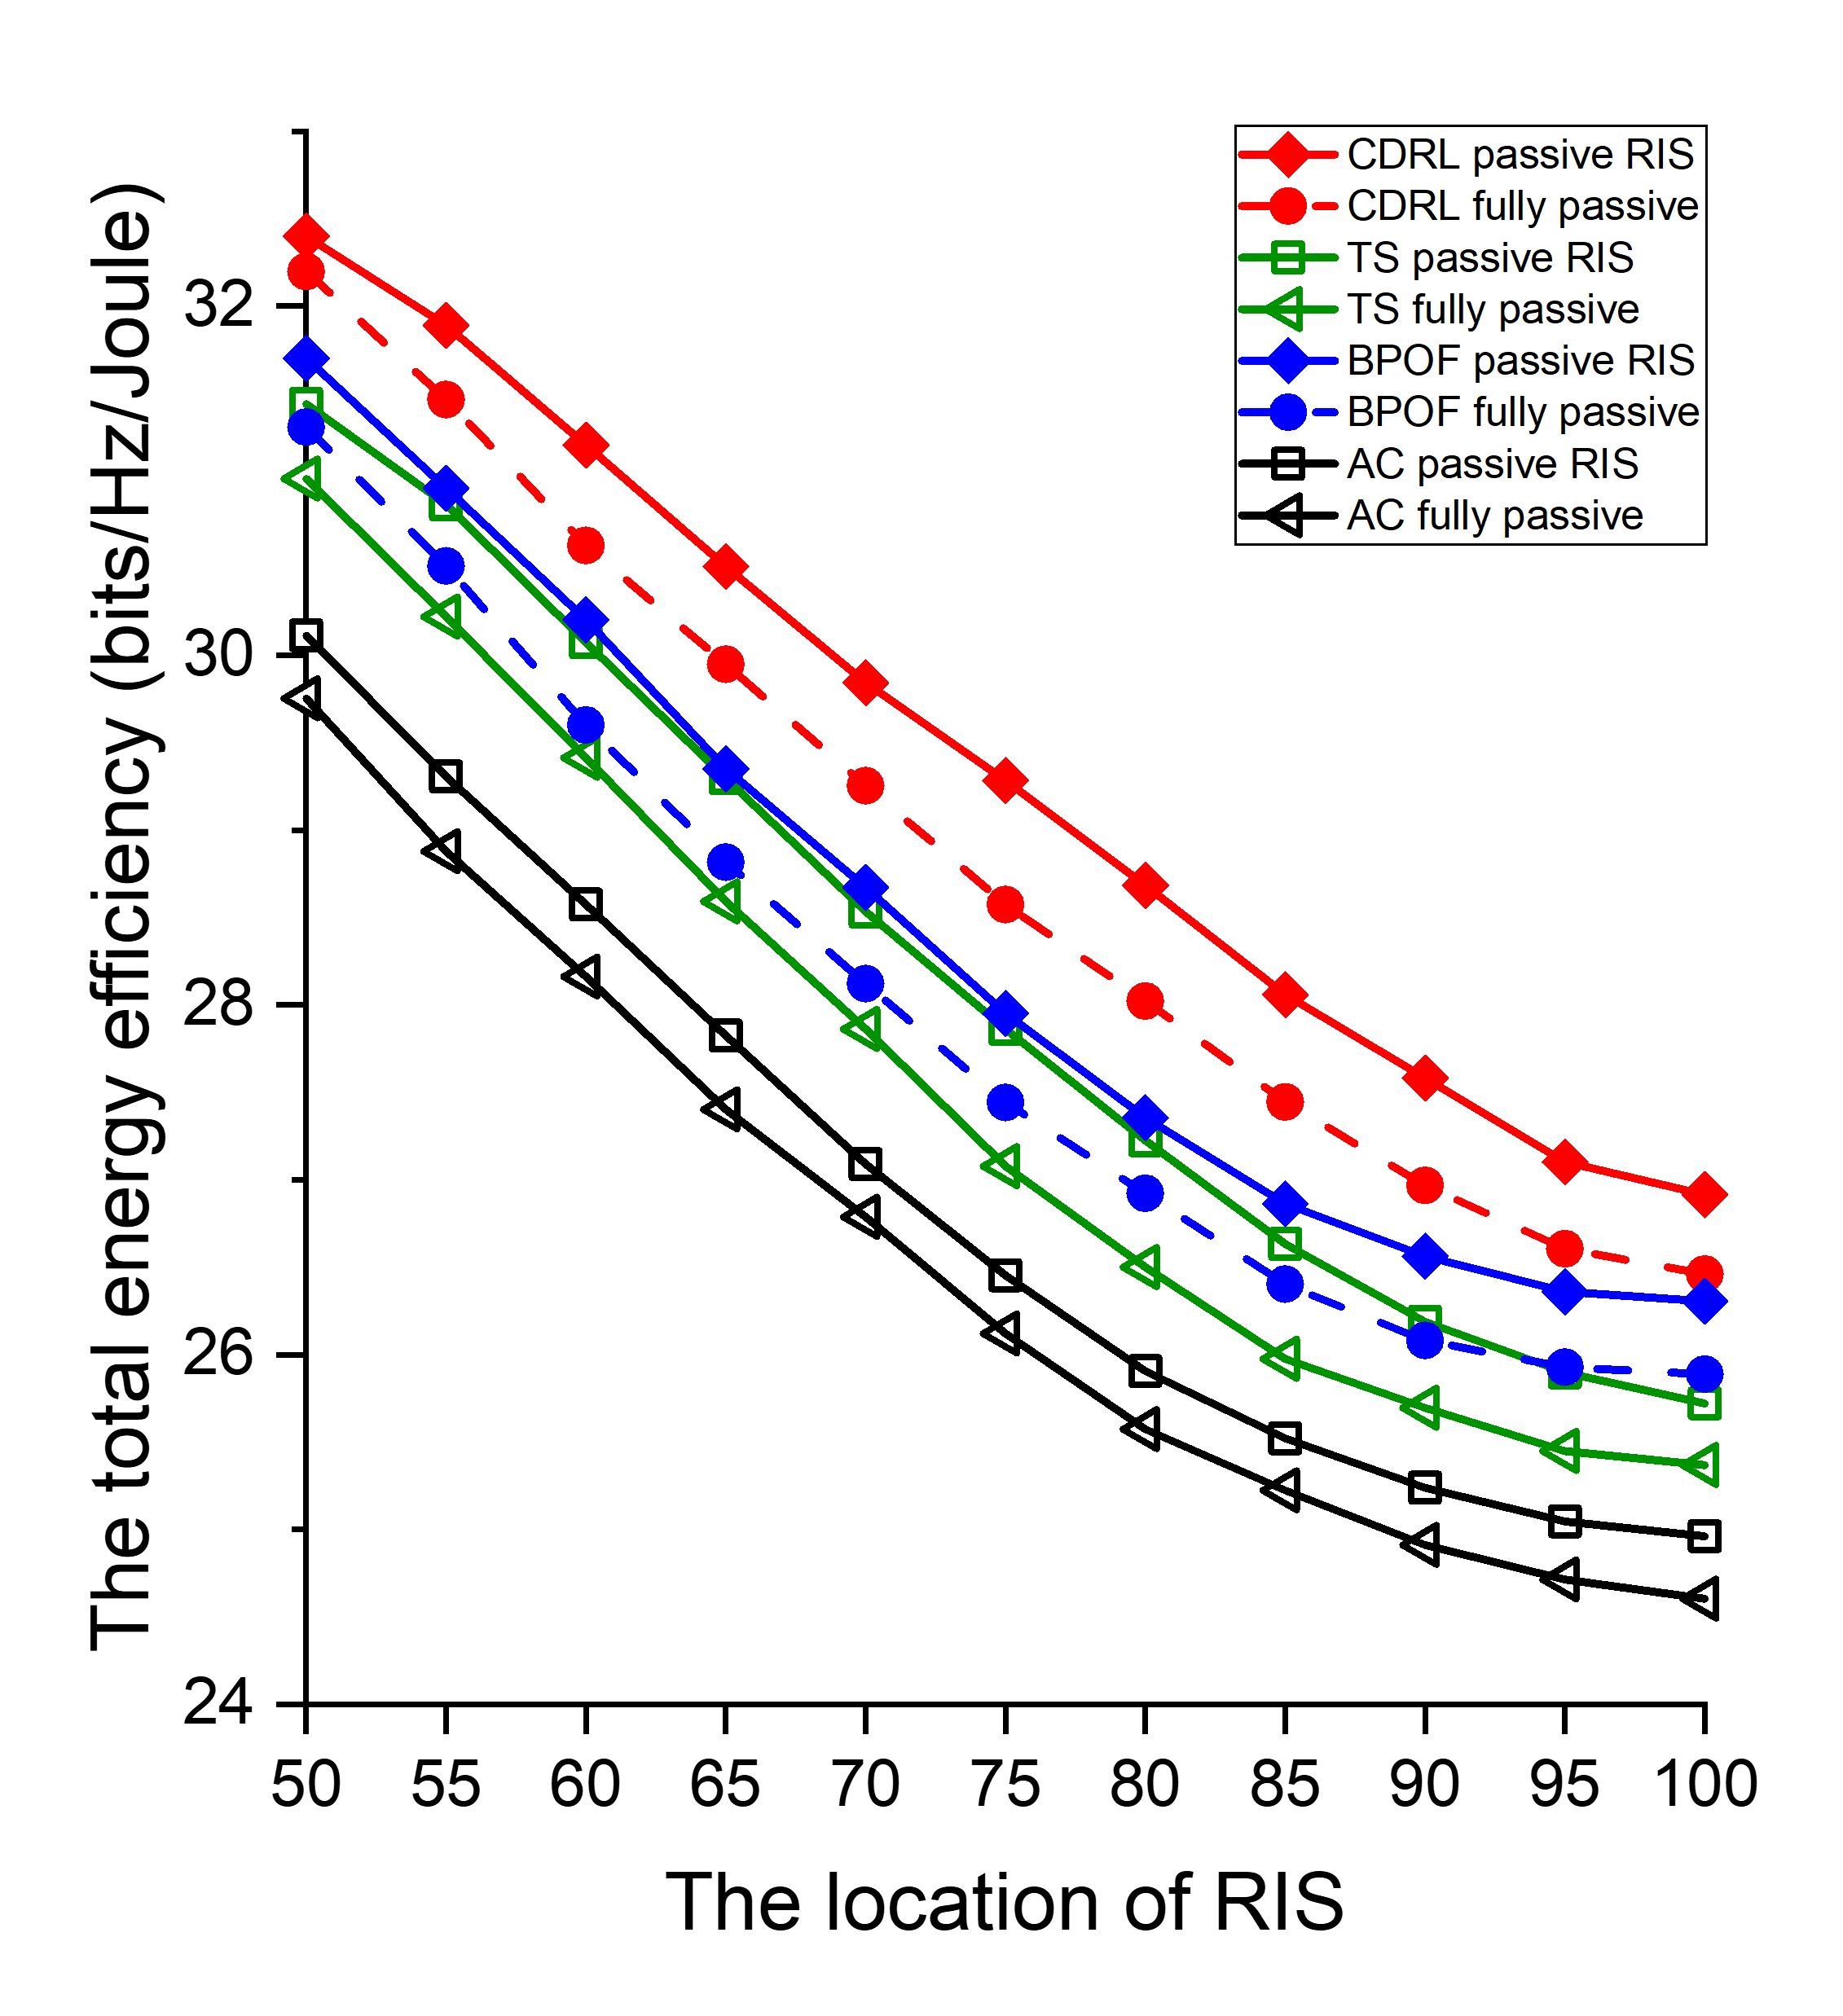 CDRL passive RIS
CDRL fully passive
TS passive RIS
TS fully passive
BPOF passive RIS
BPOF fully passive
AC passive RIS
AC fully passive
The total energy efficiency (bits/Hz/Joule)
32
30
28
26
24
50 55 60 65 70 75 80 85 90 95 100
The location of RIS